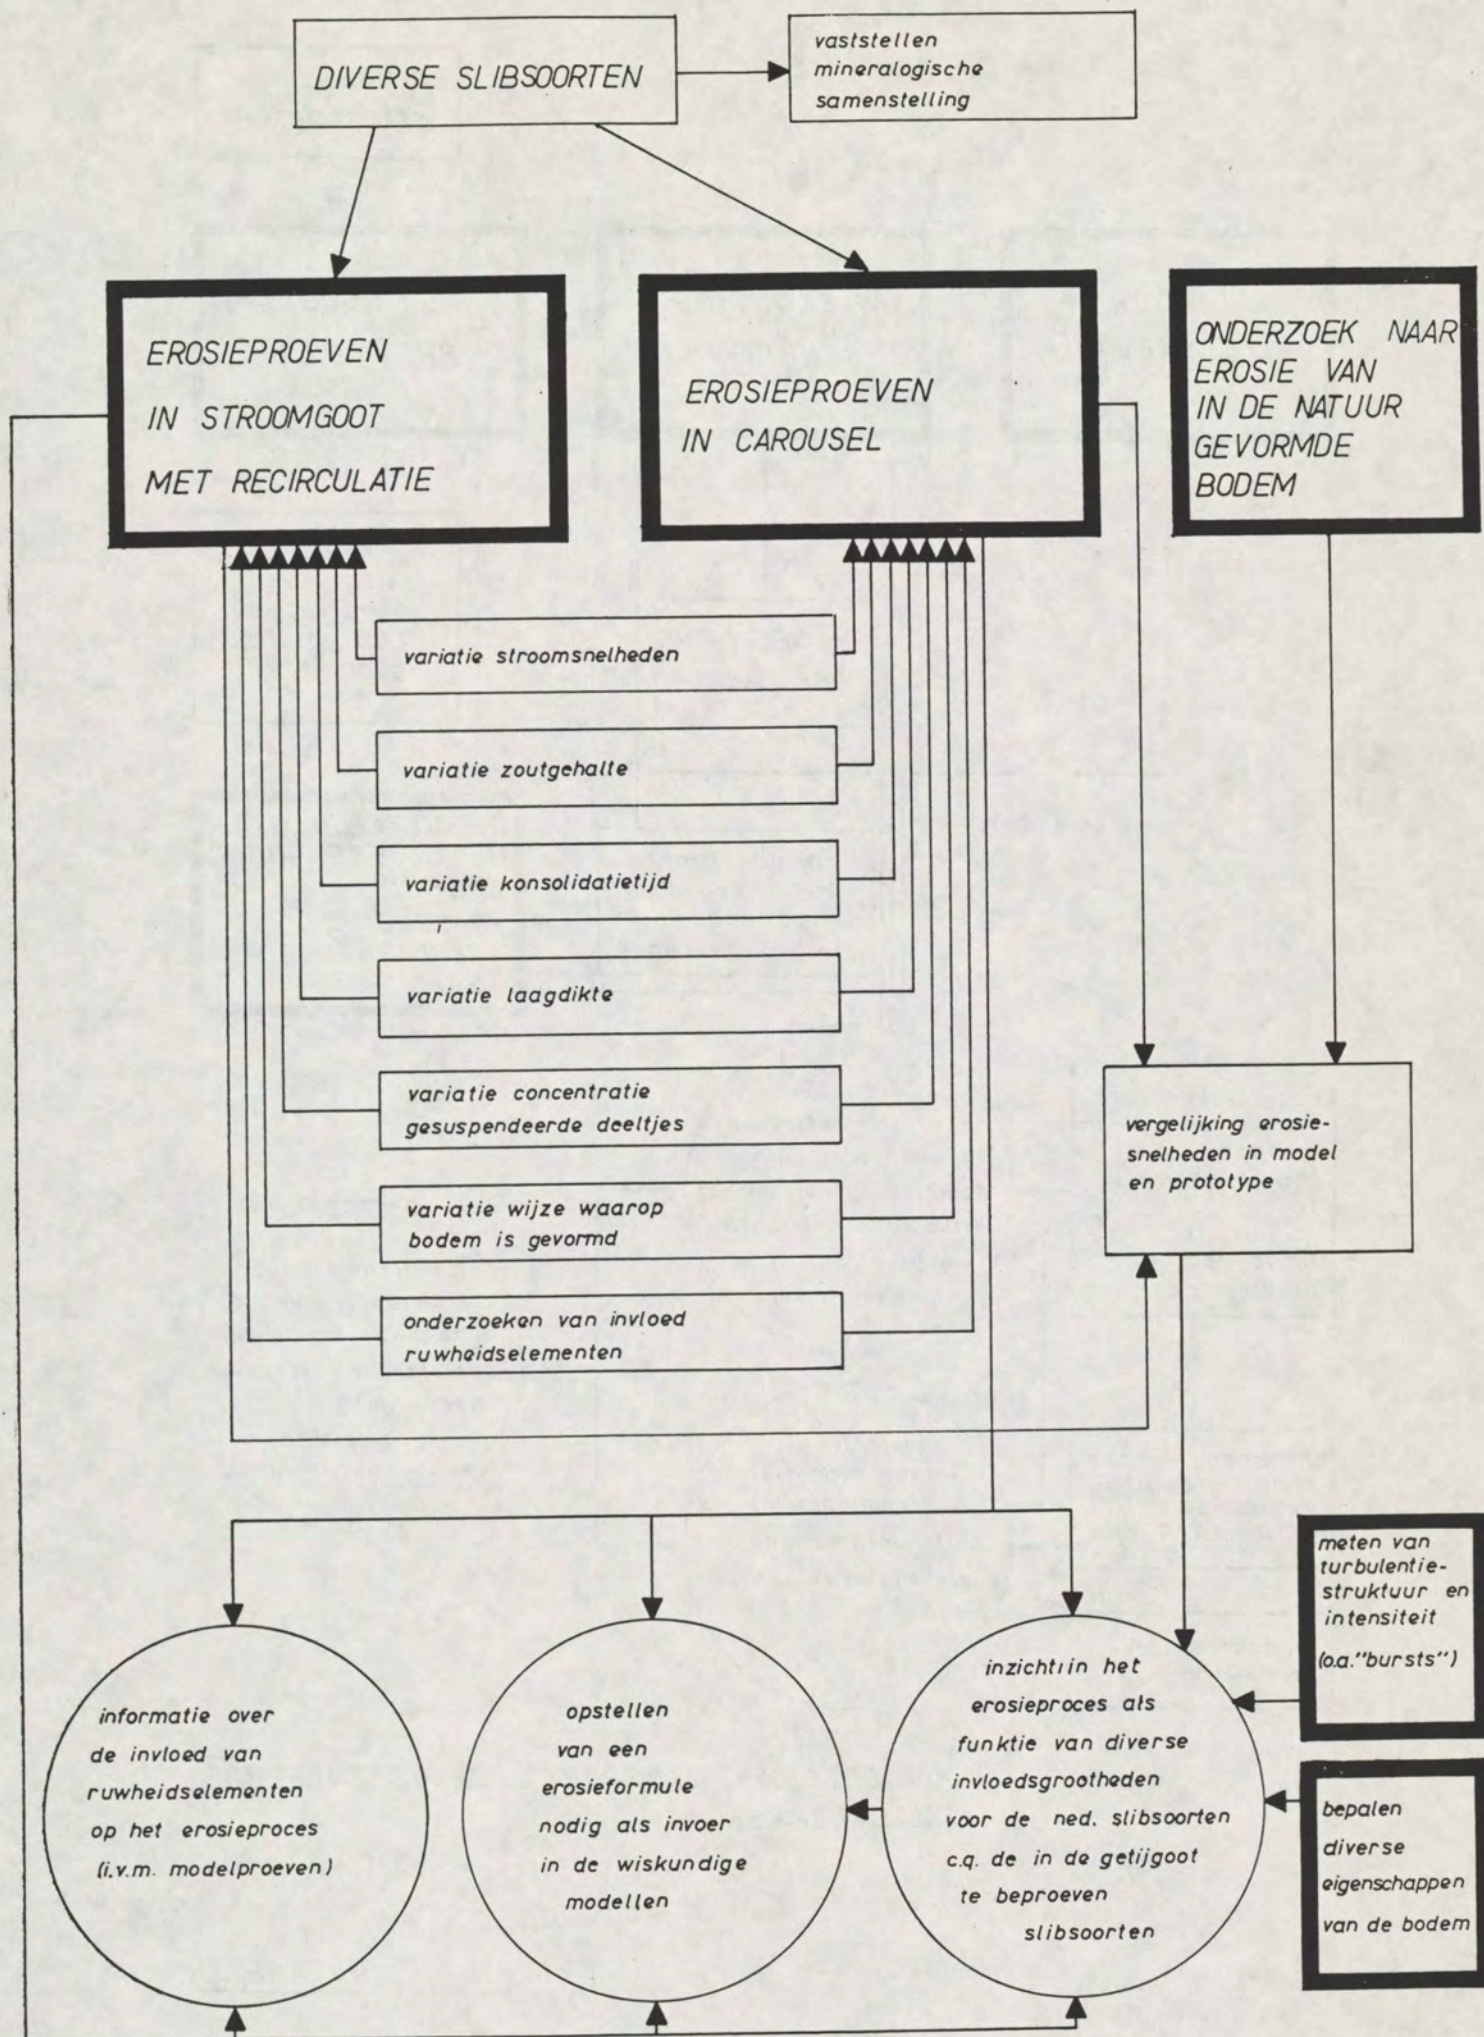 DIVERSE SLIBSOORTEN
vaststellen
mineralogische
samenstelling
EROSIEPROEVEN
IN STROOMGOOT
MET RECIRCULATIE
EROSIEPROEVEN
IN CAROUSEL
ONDERZOEK NAAR
EROSIE VAN
IN DE NATUUR
GEVORMDE
BODEM
variatie stroomsnelheden
variatie zoutgehalte
variatie konsolidatietijd
variatie laagdikte
variatie concentratie
gesuspendeerde deeltjes
variatie wijze waarop
bodem is gevormd
onderzoeken van invloed
ruwheidselementen
vergelijking erosie-
snelheden in model
en prototype
meten van
turbulentie-
struktuur en
intensiteit
(o.a. "bursts")
informatie over
de invloed van
ruwheidselementen
op het erosieproces
(i.v.m. modelproeven)
opstellen
van een
erosieformule
nodig als invoer
in de wiskundige
modellen
inzicht in het
erosieproces als
funktie van diverse
invloedsgrootheden
voor de ned. slibsoorten
c.q. de in de getijgoot
te beproeven
slibsoorten
bepalen
diverse
eigenschappen
van de bodem